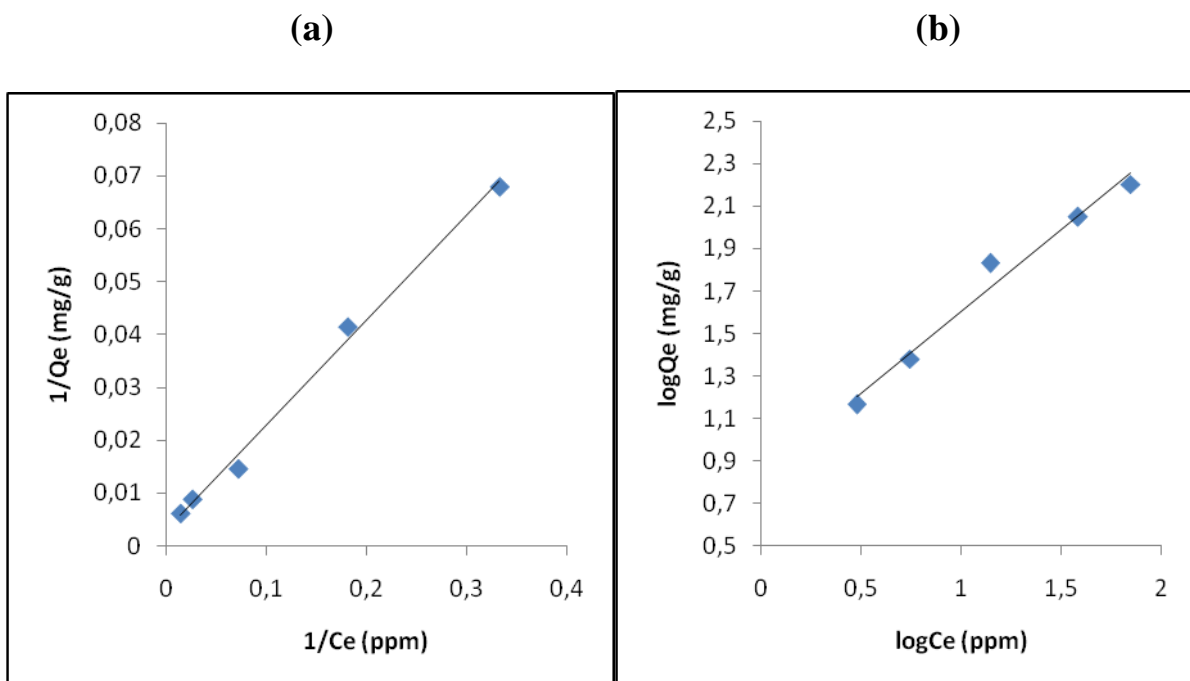 (a)
(b)
0,08
0,07
0,06
0,05
0,04
0,03
0,02
0,01
0
1/Qe (mg/g)
0 0,1 0,2 0,3 0,4
1/Ce (ppm)
2,5
2,3
2,1
1,9
1,7
1,5
1,3
1,1
0,9
0,7
0,5
logQe (mg/g)
0 0,5 1 1,5 2
logCe (ppm)